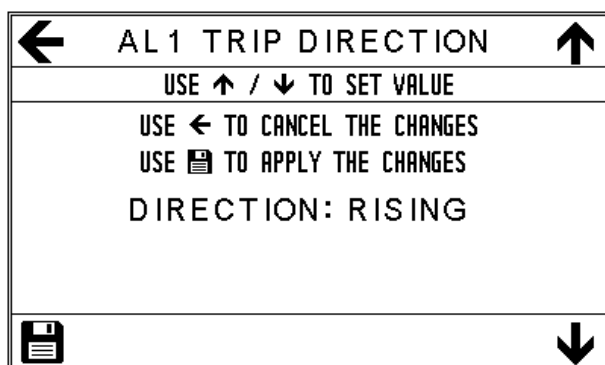 AL1 TRIP DIRECTION
USE ↑ / ↓ TO SET VALUE
USE ← TO CANCEL THE CHANGES
USE 💾 TO APPLY THE CHANGES
DIRECTION: RISING